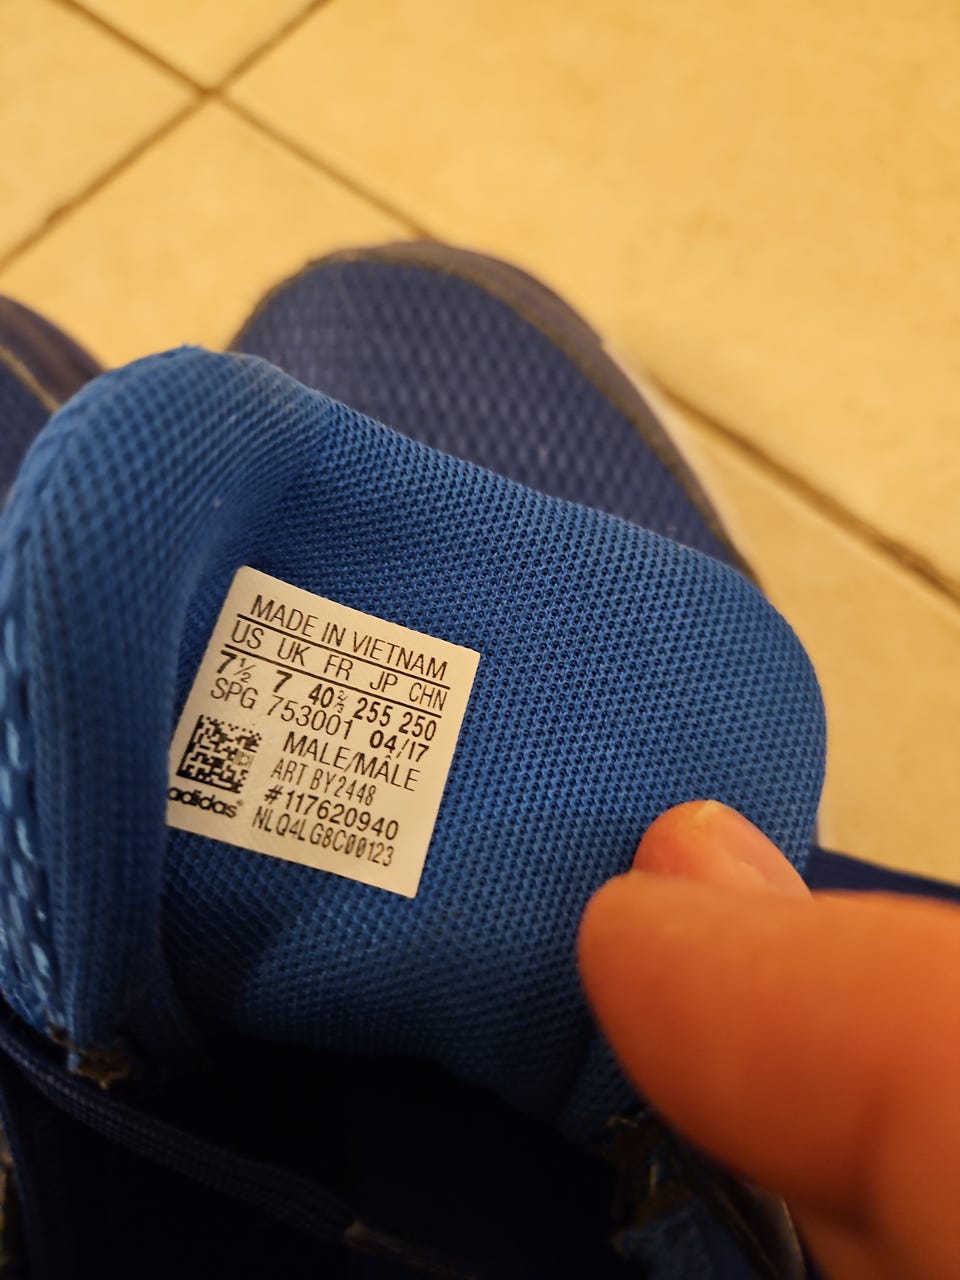 MADE IN VIETNAM
US UK FR JP CHN
7½ 7 40⅔ 255 250
SPG 753001 04/17
MALE/MÂLE
ART BY2448
#117620940
NLQ4LG8C00123
adidas®